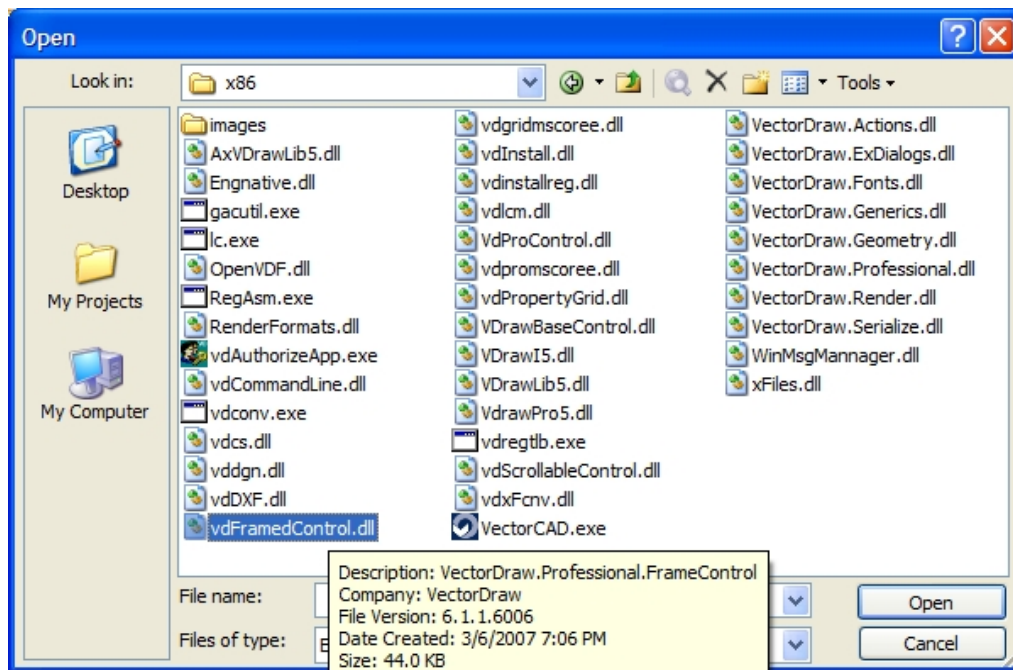 Open
Look in:
x86
Tools
Desktop
My Projects
My Computer
images
AxVDrawLib5.dll
Engnative.dll
gacutil.exe
lc.exe
OpenVDF.dll
RegAsm.exe
RenderFormats.dll
vdAuthorizeApp.exe
vdCommandLine.dll
vdconv.exe
vdcs.dll
vddgn.dll
vdDXF.dll
vdFramedControl.dll
vdgridmscoree.dll
vdInstall.dll
vdinstallreg.dll
vdlcm.dll
VdProControl.dll
vdpromscoree.dll
vdPropertyGrid.dll
VDrawBaseControl.dll
VDrawI5.dll
VDrawLib5.dll
VdrawPro5.dll
vdregtlb.exe
vdScrollableControl.dll
vdxFcnv.dll
VectorCAD.exe
VectorDraw.Actions.dll
VectorDraw.ExDialogs.dll
VectorDraw.Fonts.dll
VectorDraw.Generics.dll
VectorDraw.Geometry.dll
VectorDraw.Professional.dll
VectorDraw.Render.dll
VectorDraw.Serialize.dll
WinMsgMannager.dll
xFiles.dll
File name:
Open
Files of type:
Cancel
Description: VectorDraw.Professional.FrameControl
Company: VectorDraw
File Version: 6.1.1.6006
Date Created: 3/6/2007 7:06 PM
Size: 44.0 KB